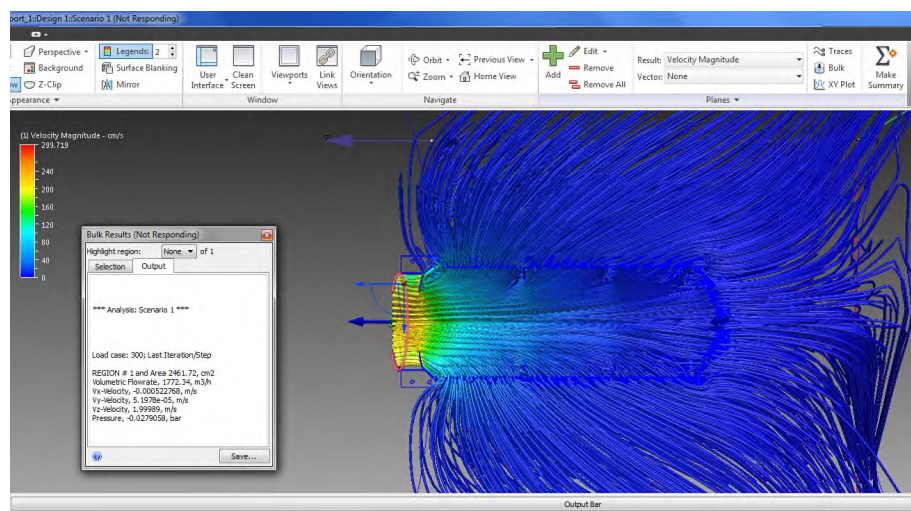 port_1::Design 1::Scenario 1 (Not Responding)
Perspective
Legends: 2
Background
Surface Blanking
Z-Clip
Mirror
User Interface
Clean Screen
Viewports
Link Views
Orientation
Orbit
Previous View
Zoom
Home View
Add
Edit
Remove
Remove All
Result: Velocity Magnitude
Vector: None
Traces
Bulk
XY Plot
Make Summary
Appearance
Window
Navigate
Planes
(1) Velocity Magnitude - cm/s
299.719
240
200
160
120
80
40
0
Bulk Results (Not Responding)
Highlight region: None of 1
Selection Output
*** Analysis: Scenario 1 ***
Load case: 300; Last Iteration/Step
REGION # 1 and Area 2461.72, cm2
Volumetric Flowrate, 1772.34, m3/h
Vx-Velocity, -0.000522768, m/s
Vy-Velocity, 5.1978e-05, m/s
Vz-Velocity, 1.99989, m/s
Pressure, -0.0279058, bar
Save...
Output Bar